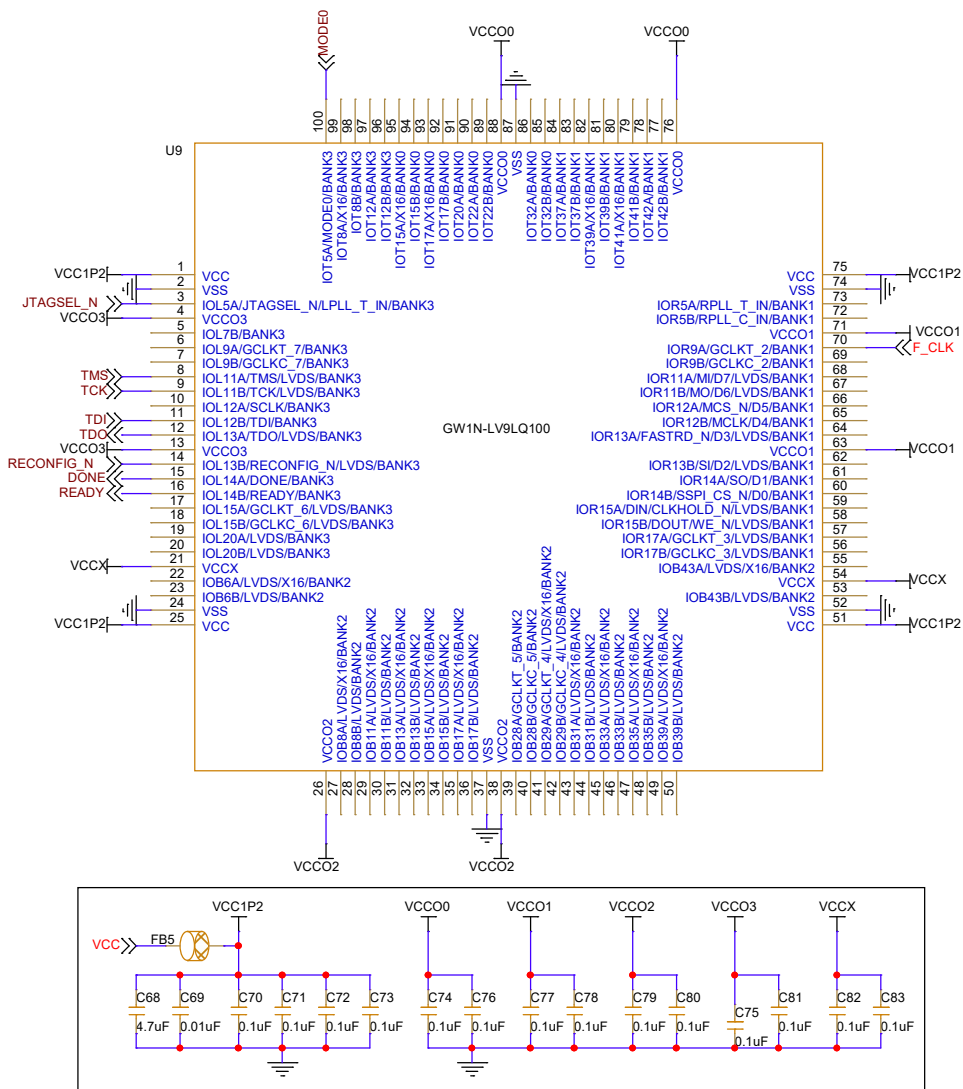 MODE0
VCCO0
VCCO0
100
99
98
97
96
95
94
93
92
91
90
89
88
87
86
85
84
83
82
81
80
79
78
77
76
U9
IOT5A/MODE0/BANK3
IOT8A/X16/BANK3
IOT8B/BANK3
IOT12A/BANK3
IOT12B/BANK3
IOT15A/X16/BANK0
IOT15B/BANK0
IOT17A/X16/BANK0
IOT17B/BANK0
IOT20A/BANK0
IOT22A/BANK0
IOT22B/BANK0
VCCO0
VSS
IOT32A/BANK0
IOT32B/BANK0
IOT37A/BANK1
IOT37B/BANK1
IOT39A/X16/BANK1
IOT39B/BANK1
IOT41A/X16/BANK1
IOT41B/BANK1
IOT42A/BANK1
IOT42B/BANK1
VCCO0
VCC1P2 1 VCC
2 VSS
JTAGSEL_N 3 IOL5A/JTAGSEL_N/LPLL_T_IN/BANK3
VCCO3 4 VCCO3
5 IOL7B/BANK3
6 IOL9A/GCLKT_7/BANK3
7 IOL9B/GCLKC_7/BANK3
TMS 8 IOL11A/TMS/LVDS/BANK3
TCK 9 IOL11B/TCK/LVDS/BANK3
10 IOL12A/SCLK/BANK3
TDI 11 IOL12B/TDI/BANK3
TDO 12 IOL13A/TDO/LVDS/BANK3
VCCO3 13 VCCO3
RECONFIG_N 14 IOL13B/RECONFIG_N/LVDS/BANK3
DONE 15 IOL14A/DONE/BANK3
READY 16 IOL14B/READY/BANK3
17 IOL15A/GCLKT_6/LVDS/BANK3
18 IOL15B/GCLKC_6/LVDS/BANK3
19 IOL20A/LVDS/BANK3
20 IOL20B/LVDS/BANK3
VCCX 21 VCCX
22 IOB6A/LVDS/X16/BANK2
23 IOB6B/LVDS/BANK2
24 VSS
VCC1P2 25 VCC
GW1N-LV9LQ100
VCC 75 VCC1P2
VSS 74
IOR5A/RPLL_T_IN/BANK1 73
IOR5B/RPLL_C_IN/BANK1 72
VCCO1 71 VCCO1
IOR9A/GCLKT_2/BANK1 70 F_CLK
IOR9B/GCLKC_2/BANK1 69
IOR11A/MI/D7/LVDS/BANK1 68
IOR11B/MO/D6/LVDS/BANK1 67
IOR12A/MCS_N/D5/BANK1 66
IOR12B/MCLK/D4/BANK1 65
IOR13A/FASTRD_N/D3/LVDS/BANK1 64
VCCO1 63 VCCO1
IOR13B/SI/D2/LVDS/BANK1 62
IOR14A/SO/D1/BANK1 61
IOR14B/SSPI_CS_N/D0/BANK1 60
IOR15A/DIN/CLKHOLD_N/LVDS/BANK1 59
IOR15B/DOUT/WE_N/LVDS/BANK1 58
IOR17A/GCLKT_3/LVDS/BANK1 57
IOR17B/GCLKC_3/LVDS/BANK1 56
IOB43A/LVDS/X16/BANK2 55
VCCX 54 VCCX
IOB43B/LVDS/BANK2 53
VSS 52
VCC 51 VCC1P2
VCCO2
IOB8A/LVDS/X16/BANK2
IOB8B/LVDS/BANK2
IOB11A/LVDS/X16/BANK2
IOB11B/LVDS/BANK2
IOB13A/LVDS/X16/BANK2
IOB13B/LVDS/BANK2
IOB15A/LVDS/X16/BANK2
IOB15B/LVDS/BANK2
IOB17A/LVDS/X16/BANK2
IOB17B/LVDS/BANK2
VSS
VCCO2
IOB28A/GCLKT_5/BANK2
IOB28B/GCLKC_5/BANK2
IOB29A/GCLKT_4/LVDS/X16/BANK2
IOB29B/GCLKC_4/LVDS/BANK2
IOB31A/LVDS/X16/BANK2
IOB31B/LVDS/BANK2
IOB33A/LVDS/X16/BANK2
IOB33B/LVDS/BANK2
IOB35A/LVDS/X16/BANK2
IOB35B/LVDS/BANK2
IOB39A/LVDS/X16/BANK2
IOB39B/LVDS/BANK2
26
27
28
29
30
31
32
33
34
35
36
37
38
39
40
41
42
43
44
45
46
47
48
49
50
VCCO2
VCCO2
VCC1P2 VCCO0 VCCO1 VCCO2 VCCO3 VCCX
VCC FB5
C68 C69 C70 C71 C72 C73 C74 C76 C77 C78 C79 C80 C75 C81 C82 C83
4.7uF 0.01uF 0.1uF 0.1uF 0.1uF 0.1uF 0.1uF 0.1uF 0.1uF 0.1uF 0.1uF 0.1uF 0.1uF 0.1uF 0.1uF 0.1uF